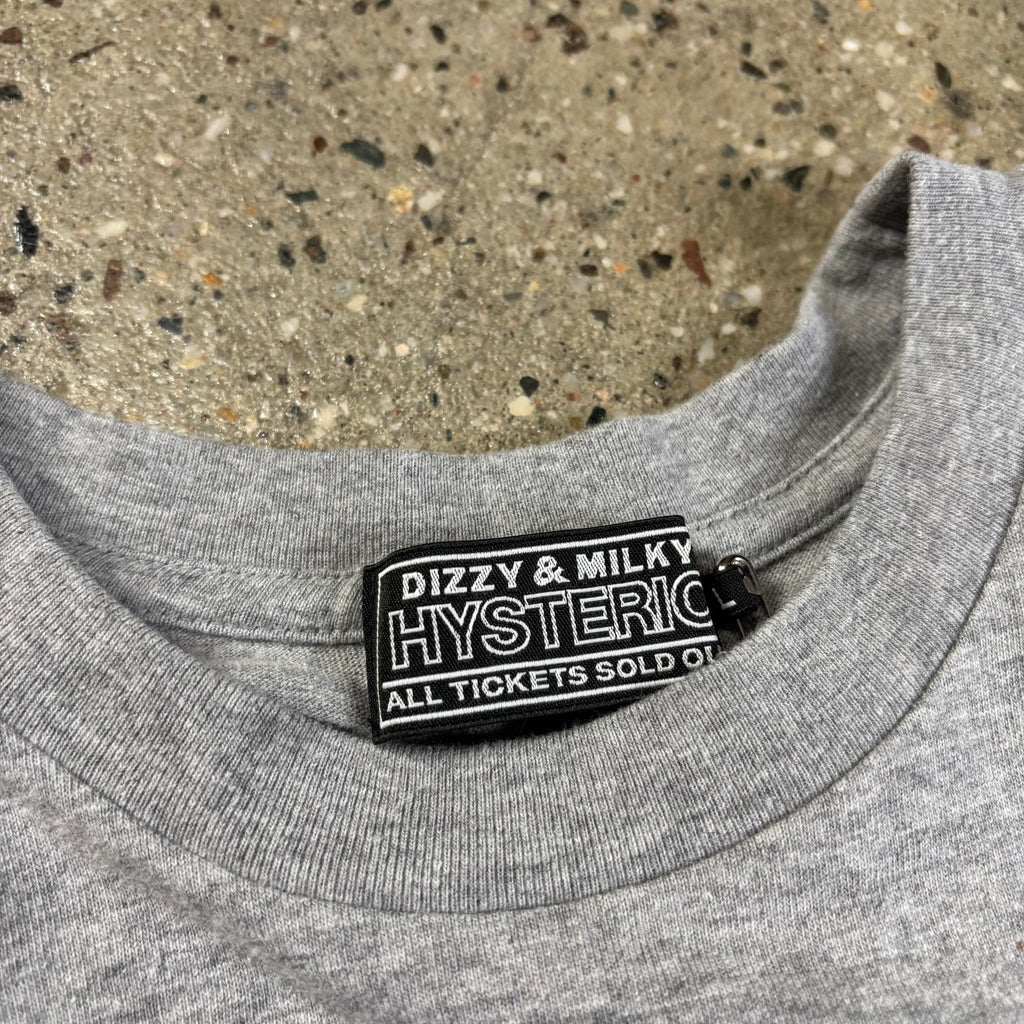 DIZZY & MILKY
HYSTERIC
ALL TICKETS SOLD OU
L